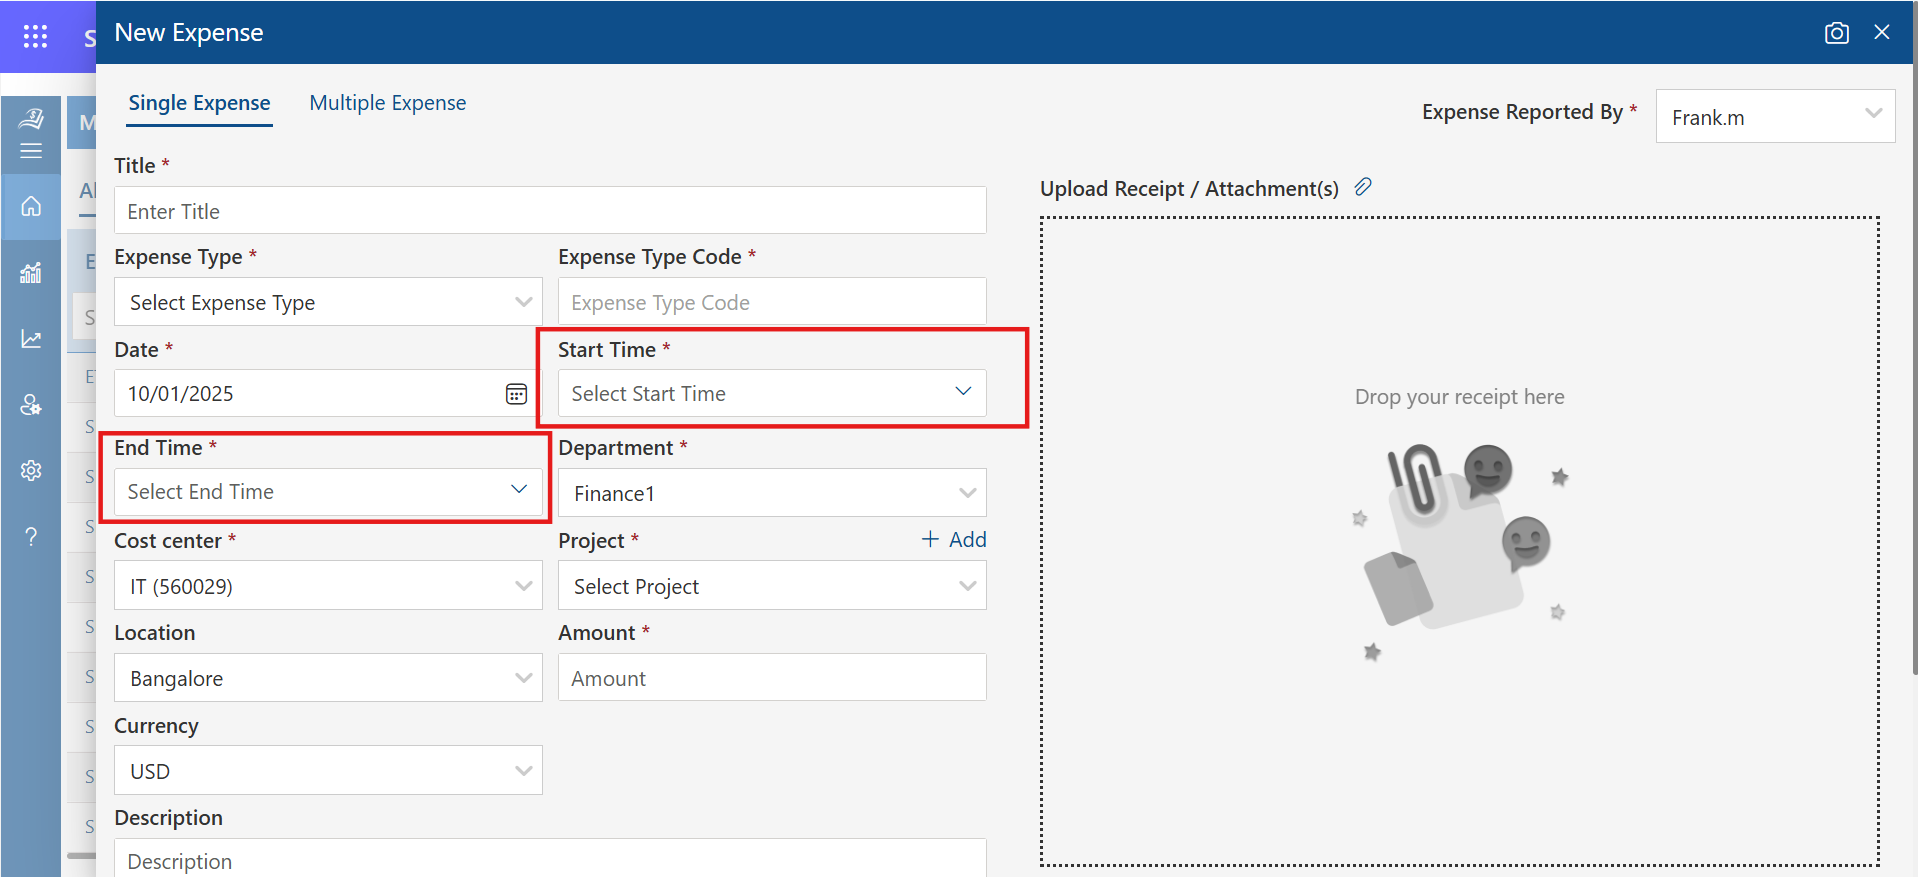 New Expense
Single Expense
Multiple Expense
Expense Reported By *
Frank.m
Title *
Enter Title
Upload Receipt / Attachment(s)
Expense Type *
Select Expense Type
Expense Type Code *
Expense Type Code
Date *
10/01/2025
Start Time *
Select Start Time
Drop your receipt here
End Time *
Select End Time
Department *
Finance1
Cost center *
IT (560029)
Project *
+ Add
Select Project
Location
Bangalore
Amount *
Amount
Currency
USD
Description
Description